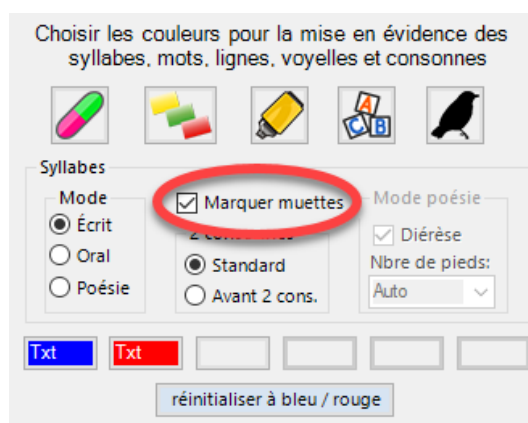 Choisir les couleurs pour la mise en évidence des
syllabes, mots, lignes, voyelles et consonnes
A
C B
Syllabes
Mode
Écrit
Oral
Poésie
Marquer muettes
Standard
Avant 2 cons.
Mode poésie
Diérèse
Nbre de pieds:
Auto
Txt Txt
réinitialiser à bleu / rouge